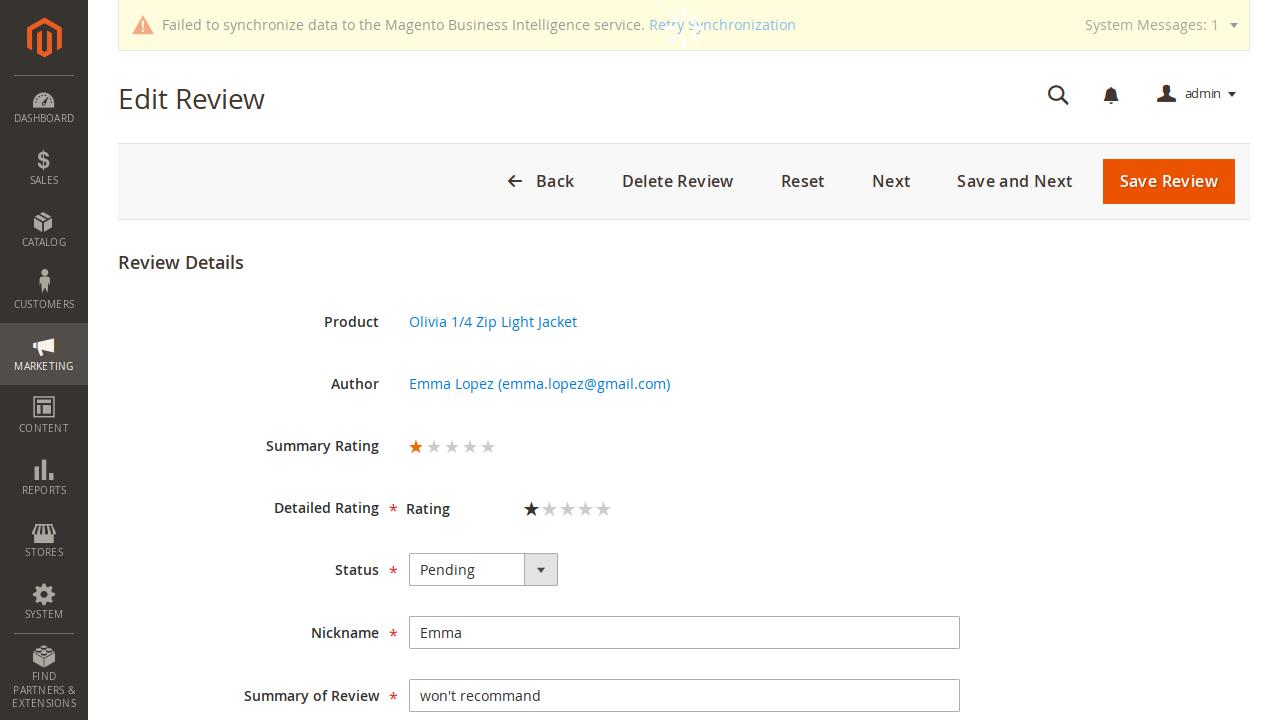 Failed to synchronize data to the Magento Business Intelligence service. Retry Synchronization
System Messages: 1
Edit Review
admin
DASHBOARD
SALES
CATALOG
CUSTOMERS
MARKETING
CONTENT
REPORTS
STORES
SYSTEM
FIND
PARTNERS &
EXTENSIONS
Back
Delete Review
Reset
Next
Save and Next
Save Review
Review Details
Product Olivia 1/4 Zip Light Jacket
Author Emma Lopez (emma.lopez@gmail.com)
Summary Rating
Detailed Rating * Rating
Status * Pending
Nickname * Emma
Summary of Review * won't recommand